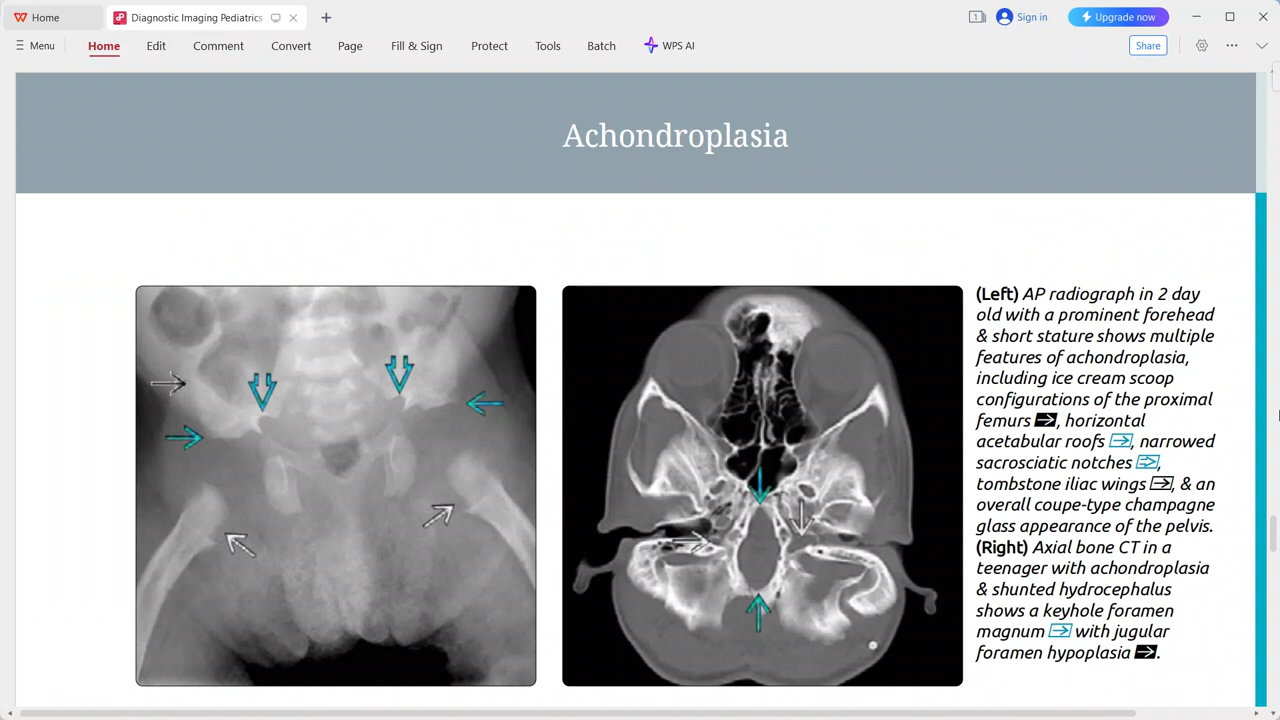 Home
Diagnostic Imaging Pediatrics
1
Sign in
Upgrade now
Menu
Home
Edit
Comment
Convert
Page
Fill & Sign
Protect
Tools
Batch
WPS AI
Share
Achondroplasia
(Left) AP radiograph in 2 day
old with a prominent forehead
& short stature shows multiple
features of achondroplasia,
including ice cream scoop
configurations of the proximal
femurs, horizontal
acetabular roofs, narrowed
sacrosciatic notches,
tombstone iliac wings, & an
overall coupe-type champagne
glass appearance of the pelvis.
(Right) Axial bone CT in a
teenager with achondroplasia
& shunted hydrocephalus
shows a keyhole foramen
magnum with jugular
foramen hypoplasia.